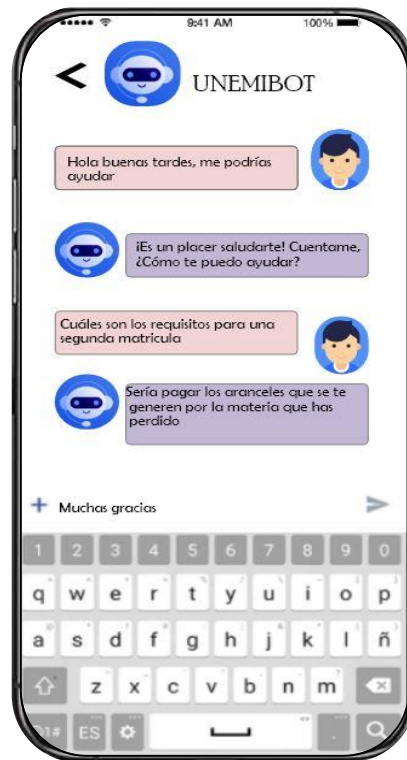 9:41 AM 100%
< UNEMIBOT
Hola buenas tardes, me podrías
ayudar
¡Es un placer saludarte! Cuentame,
¿Cómo te puedo ayudar?
Cuáles son los requisitos para una
segunda matricula
Sería pagar los aranceles que se te
generen por la materia que has
perdido
+ Muchas gracias
1 2 3 4 5 6 7 8 9 0
q w e r t y u i o p
a s d f g h j k l ñ
z x c v b n m
1# ES .